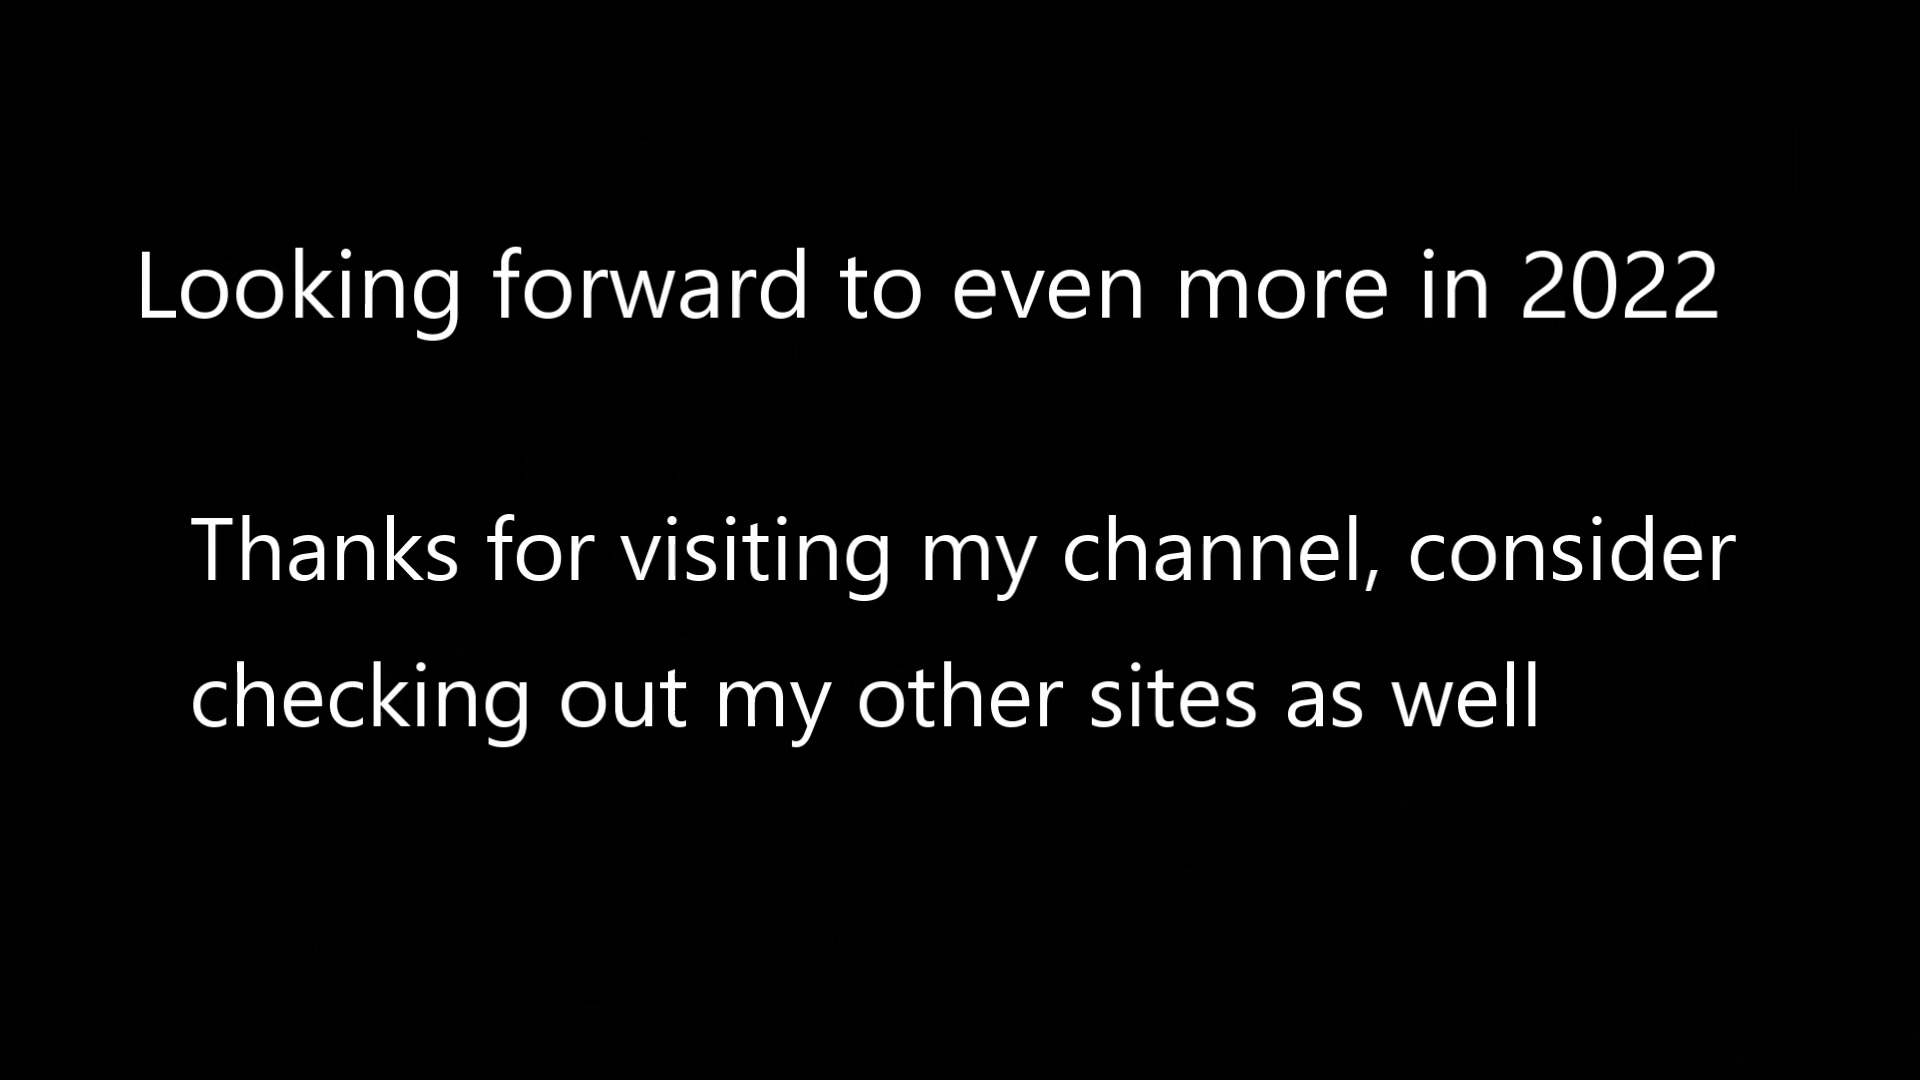 Looking forward to even more in 2022
Thanks for visiting my channel, consider
checking out my other sites as well